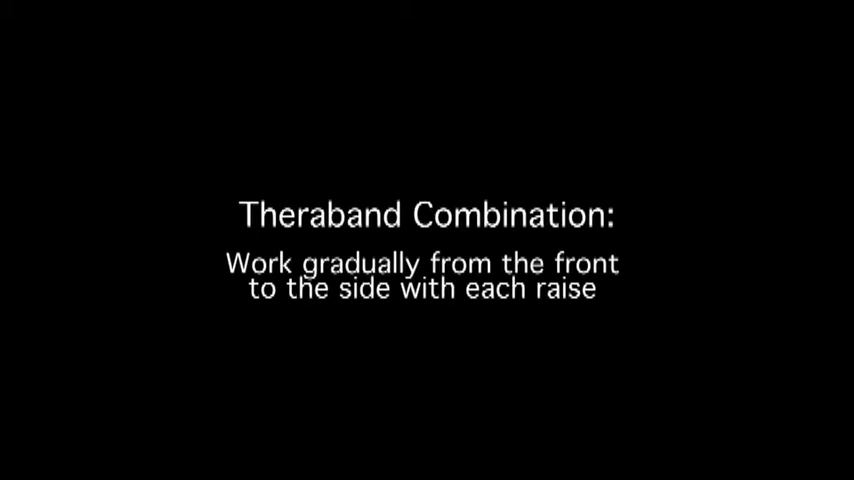 Theraband Combination:
Work gradually from the front
to the side with each raise